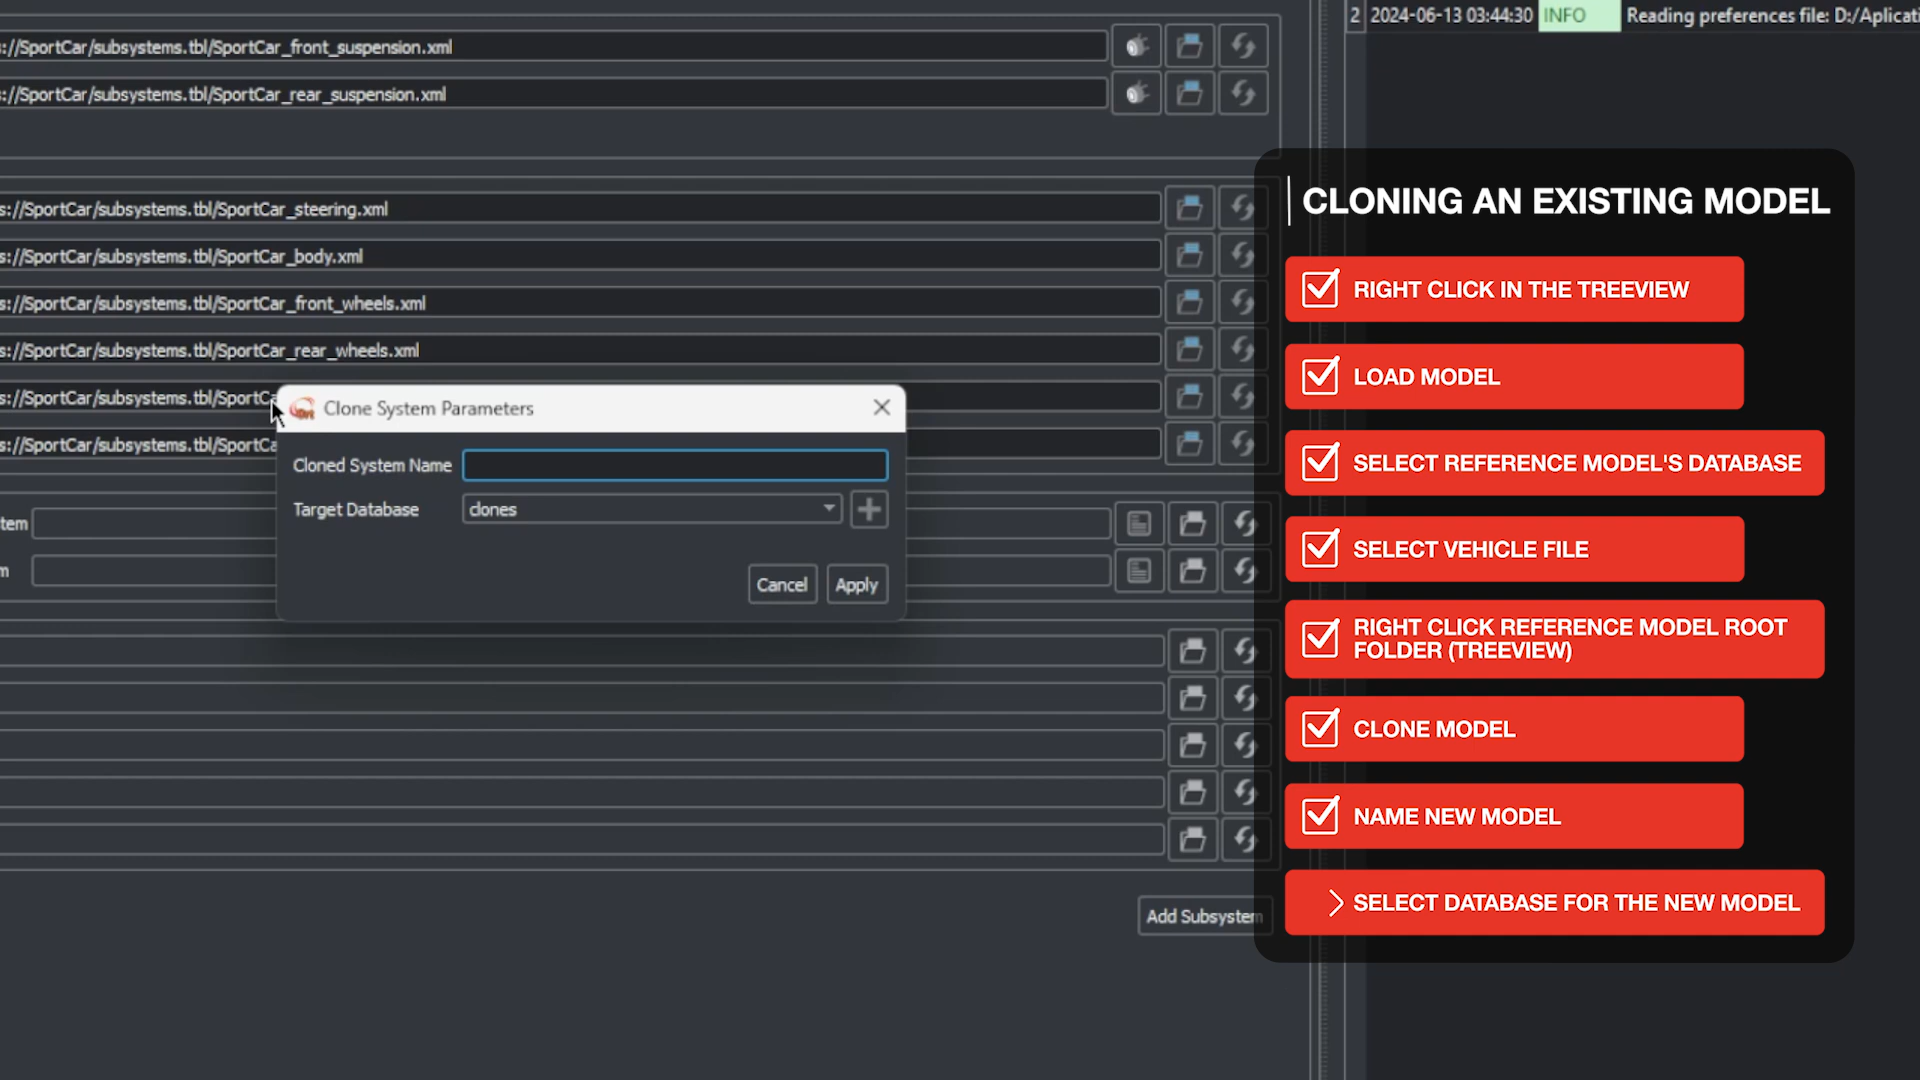 2 2024-06-13 03:44:30 INFO Reading preferences file: D:/Aplicati
://SportCar/subsystems.tbl/SportCar_front_suspension.xml
://SportCar/subsystems.tbl/SportCar_rear_suspension.xml
s://SportCar/subsystems.tbl/SportCar_steering.xml
s://SportCar/subsystems.tbl/SportCar_body.xml
s://SportCar/subsystems.tbl/SportCar_front_wheels.xml
s://SportCar/subsystems.tbl/SportCar_rear_wheels.xml
s://SportCar/subsystems.tbl/SportCa
s://SportCar/subsystems.tbl/SportCa
tem
m
Clone System Parameters
Cloned System Name
Target Database clones
Cancel Apply
Add Subsystem
CLONING AN EXISTING MODEL
RIGHT CLICK IN THE TREEVIEW
LOAD MODEL
SELECT REFERENCE MODEL'S DATABASE
SELECT VEHICLE FILE
RIGHT CLICK REFERENCE MODEL ROOT
FOLDER (TREEVIEW)
CLONE MODEL
NAME NEW MODEL
SELECT DATABASE FOR THE NEW MODEL